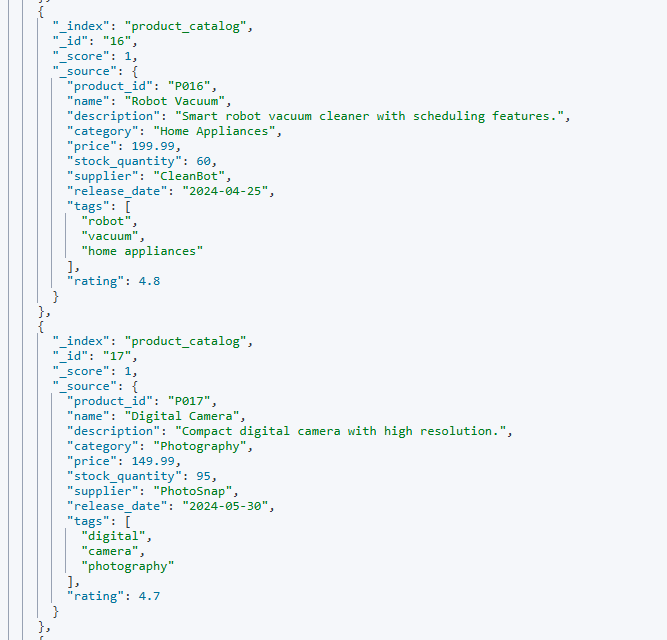 },
{
"_index": "product_catalog",
"_id": "16",
"_score": 1,
"_source": {
"product_id": "P016",
"name": "Robot Vacuum",
"description": "Smart robot vacuum cleaner with scheduling features.",
"category": "Home Appliances",
"price": 199.99,
"stock_quantity": 60,
"supplier": "CleanBot",
"release_date": "2024-04-25",
"tags": [
"robot",
"vacuum",
"home appliances"
],
"rating": 4.8
}
},
{
"_index": "product_catalog",
"_id": "17",
"_score": 1,
"_source": {
"product_id": "P017",
"name": "Digital Camera",
"description": "Compact digital camera with high resolution.",
"category": "Photography",
"price": 149.99,
"stock_quantity": 95,
"supplier": "PhotoSnap",
"release_date": "2024-05-30",
"tags": [
"digital",
"camera",
"photography"
],
"rating": 4.7
}
},
{